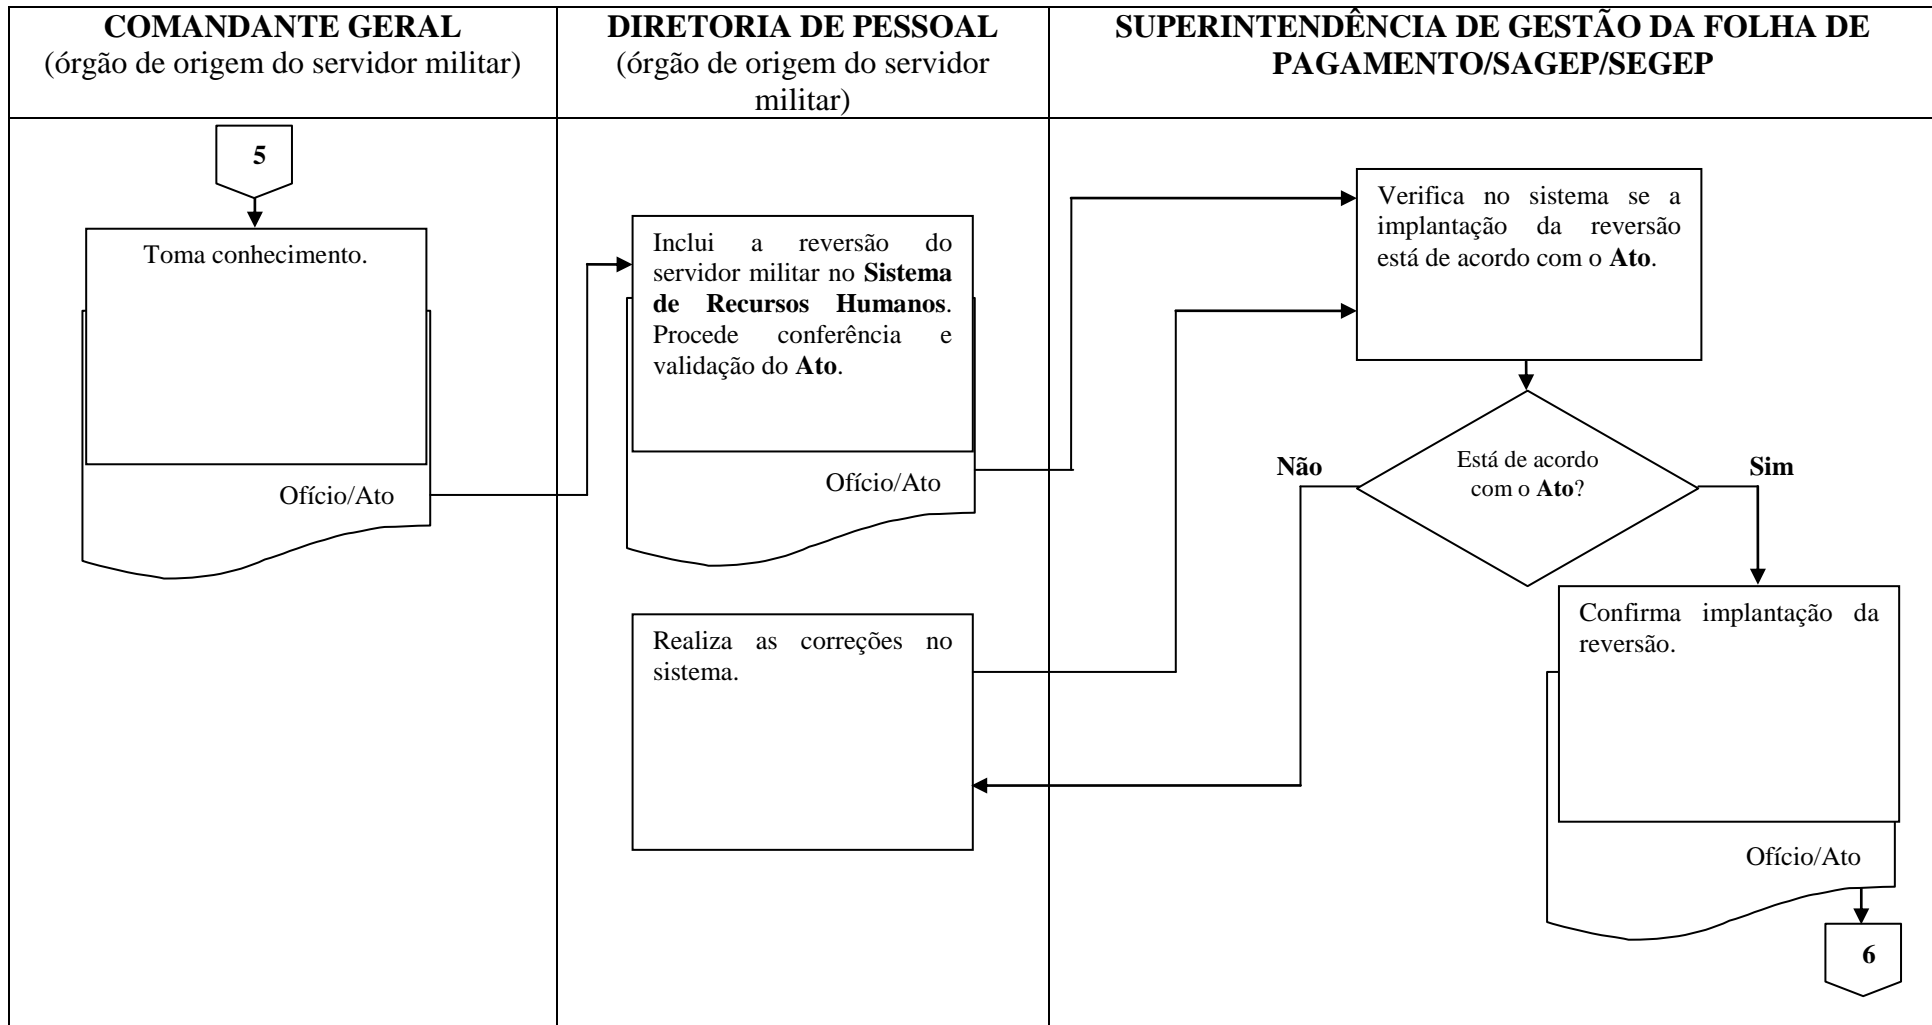 COMANDANTE GERAL
(órgão de origem do servidor militar)
DIRETORIA DE PESSOAL
(órgão de origem do servidor
militar)
SUPERINTENDÊNCIA DE GESTÃO DA FOLHA DE
PAGAMENTO/SAGEP/SEGEP
5
Toma conhecimento.
Ofício/Ato
Inclui a reversão do
servidor militar no Sistema
de Recursos Humanos.
Procede conferência e
validação do Ato.
Ofício/Ato
Realiza as correções no
sistema.
Verifica no sistema se a
implantação da reversão
está de acordo com o Ato.
Está de acordo
com o Ato?
Não
Sim
Confirma implantação da
reversão.
Ofício/Ato
6